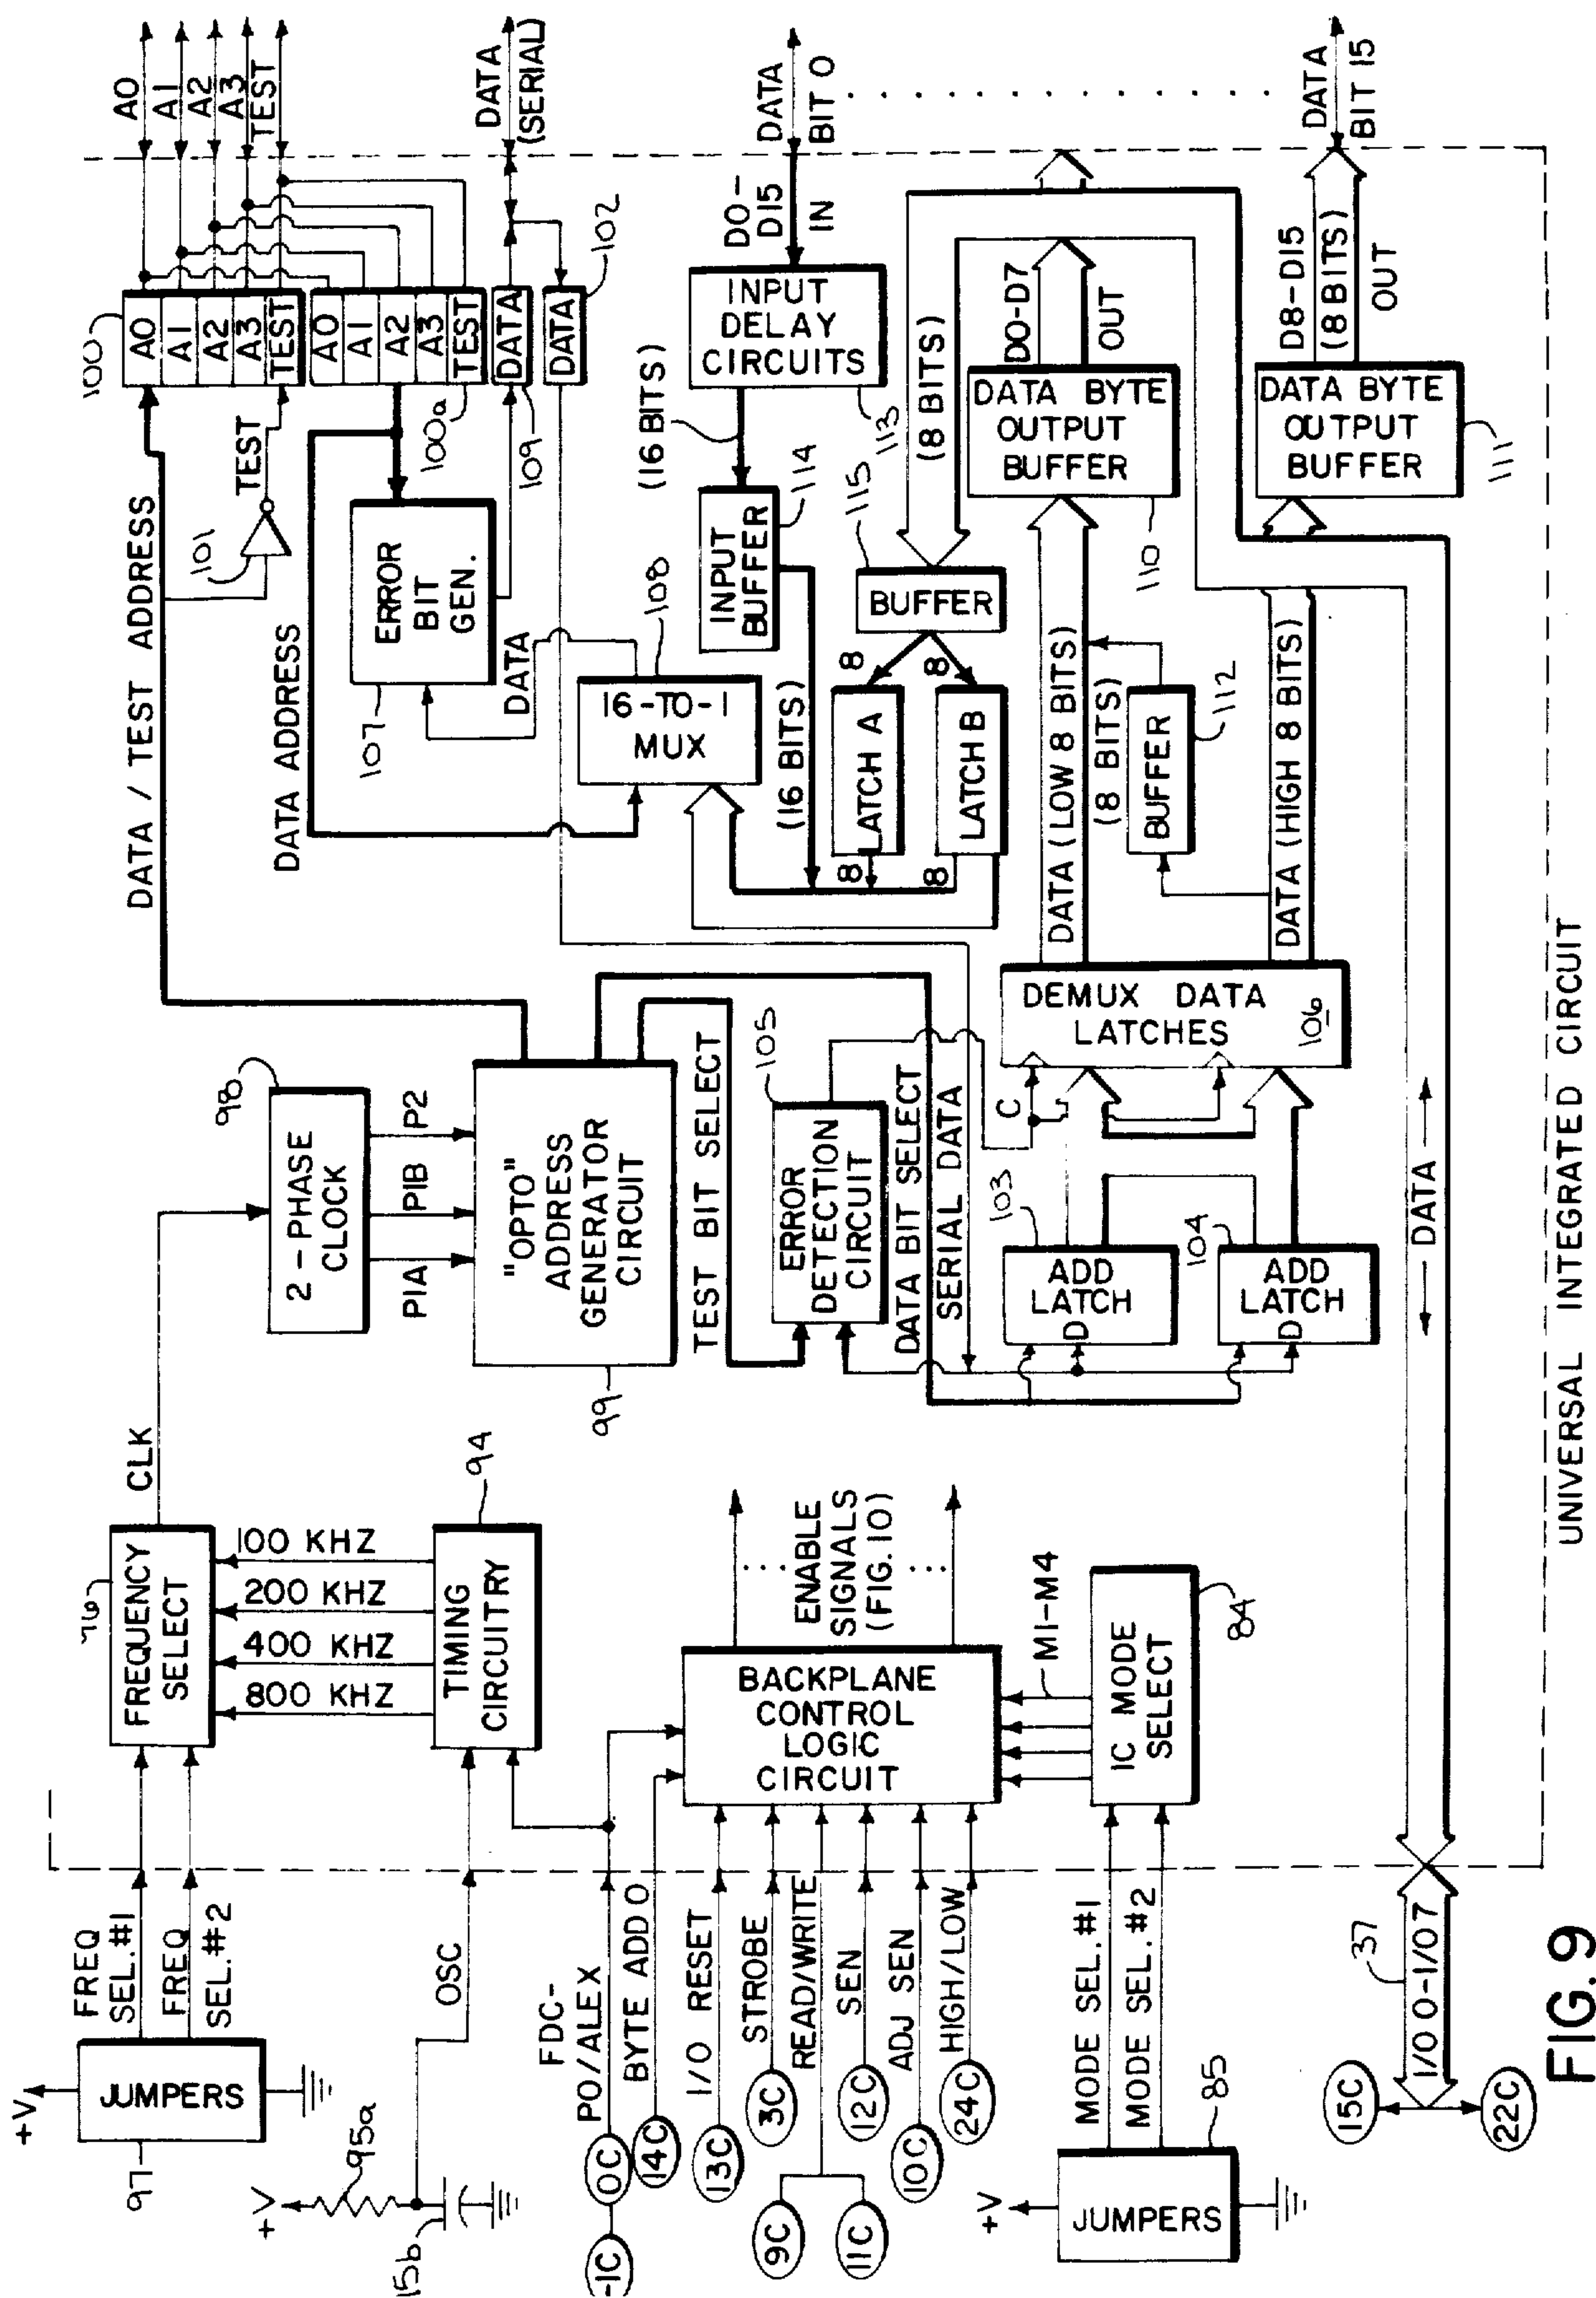 +V
JUMPERS
97
FREQ
SEL.#1
FREQ
SEL.#2
FREQUENCY
SELECT
CLK
100 KHZ
200 KHZ
400 KHZ
800 KHZ
TIMING
CIRCUITRY
94
+V
95a
OSC
2-PHASE
CLOCK
98
P1A
P1B
P2
"OPTO"
ADDRESS
GENERATOR
CIRCUIT
99
DATA / TEST ADDRESS
101
TEST
100
A0
A1
A2
A3
TEST
A0
A1
A2
A3
TEST
100a
A0
A1
A2
A3
TEST
DATA
109
DATA
102
DATA
(SERIAL)
DATA ADDRESS
ERROR
BIT
GEN.
107
DATA
16-TO-1
MUX
108
-1C
0C
FDC-
PO/ALEX
14C
BYTE ADD 0
13C
I/O RESET
3C
STROBE
9C
11C
READ/WRITE
12C
SEN
10C
ADJ SEN
24C
HIGH/LOW
BACKPLANE
CONTROL
LOGIC
CIRCUIT
ENABLE
SIGNALS
(FIG. 10)
M1-M4
IC MODE
SELECT
84
MODE SEL.#1
MODE SEL.#2
+V
JUMPERS
85
TEST BIT SELECT
ERROR
DETECTION
CIRCUIT
105
DATA BIT SELECT
SERIAL DATA
ADD
LATCH
D
103
ADD
LATCH
D
104
C
DEMUX DATA
LATCHES
106
INPUT
BUFFER
114
(16 BITS)
(16 BITS)
INPUT
DELAY
CIRCUITS
113
D0-
D15
IN
DATA
BIT 0
BUFFER
115
(8 BITS)
8
8
LATCH A
LATCH B
8
8
DATA (LOW 8 BITS)
(8 BITS)
BUFFER
112
DATA (HIGH 8 BITS)
DATA BYTE
OUTPUT
BUFFER
110
D0-D7
OUT
DATA BYTE
OUTPUT
BUFFER
111
D8-D15
(8 BITS)
OUT
DATA
BIT 15
DATA
15C
22C
37
I/O 0-I/O 7
UNIVERSAL INTEGRATED CIRCUIT
FIG. 9